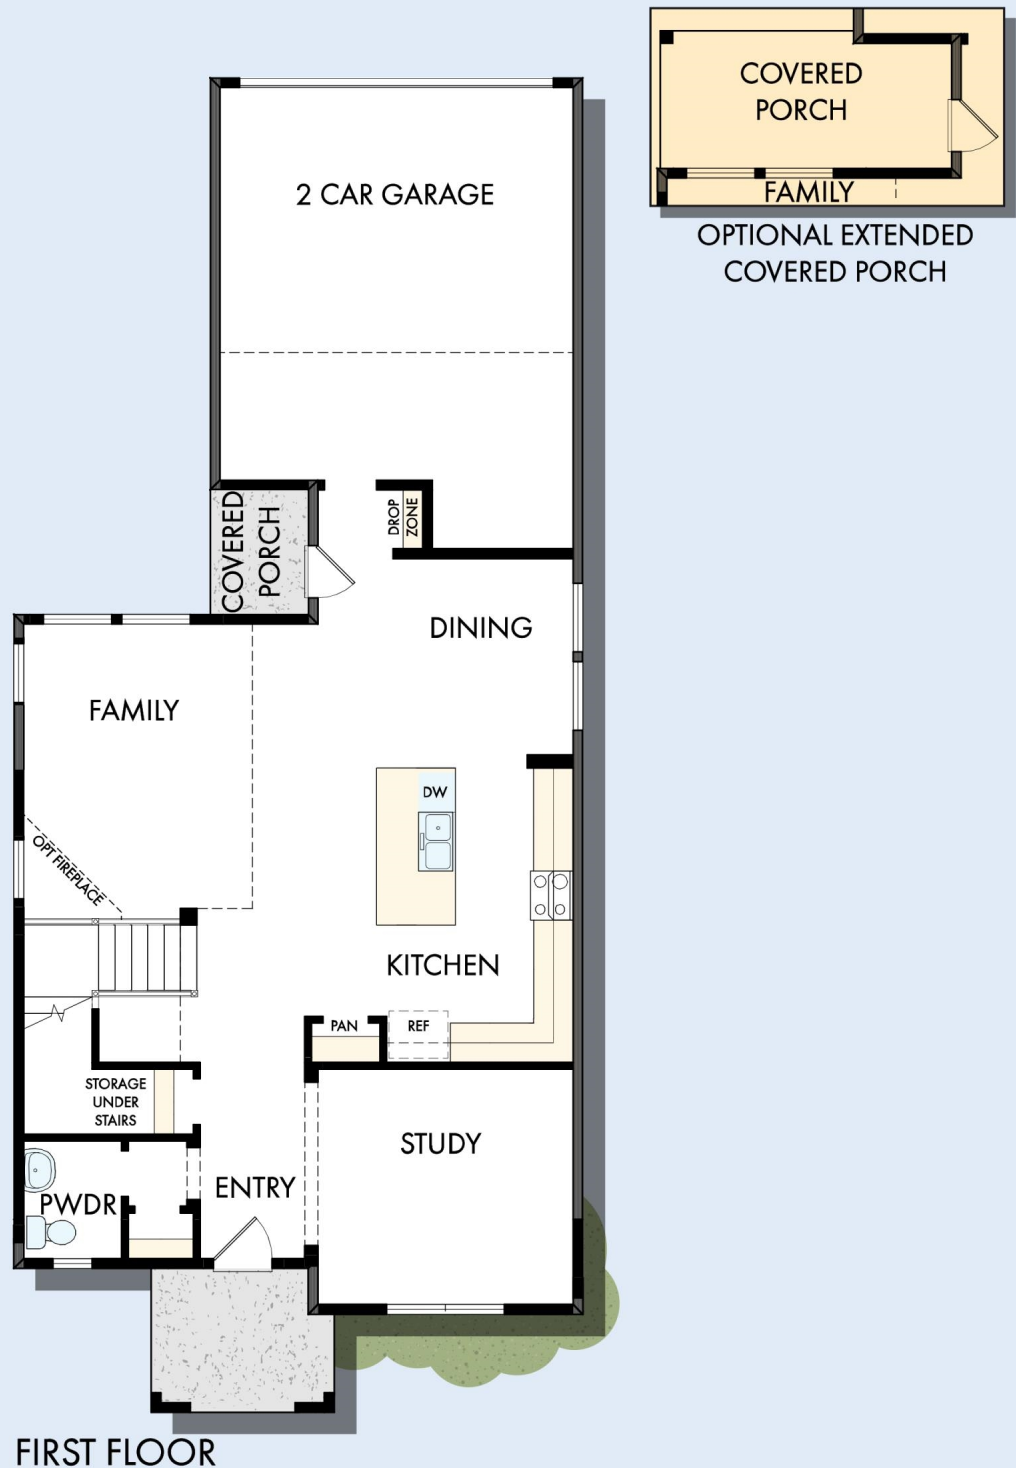 COVERED
PORCH
FAMILY
OPTIONAL EXTENDED
COVERED PORCH
2 CAR GARAGE
COVERED
PORCH
DROP
ZONE
DINING
FAMILY
DW
OPT FIREPLACE
KITCHEN
PAN
REF
STORAGE
UNDER
STAIRS
STUDY
ENTRY
PWDR
FIRST FLOOR